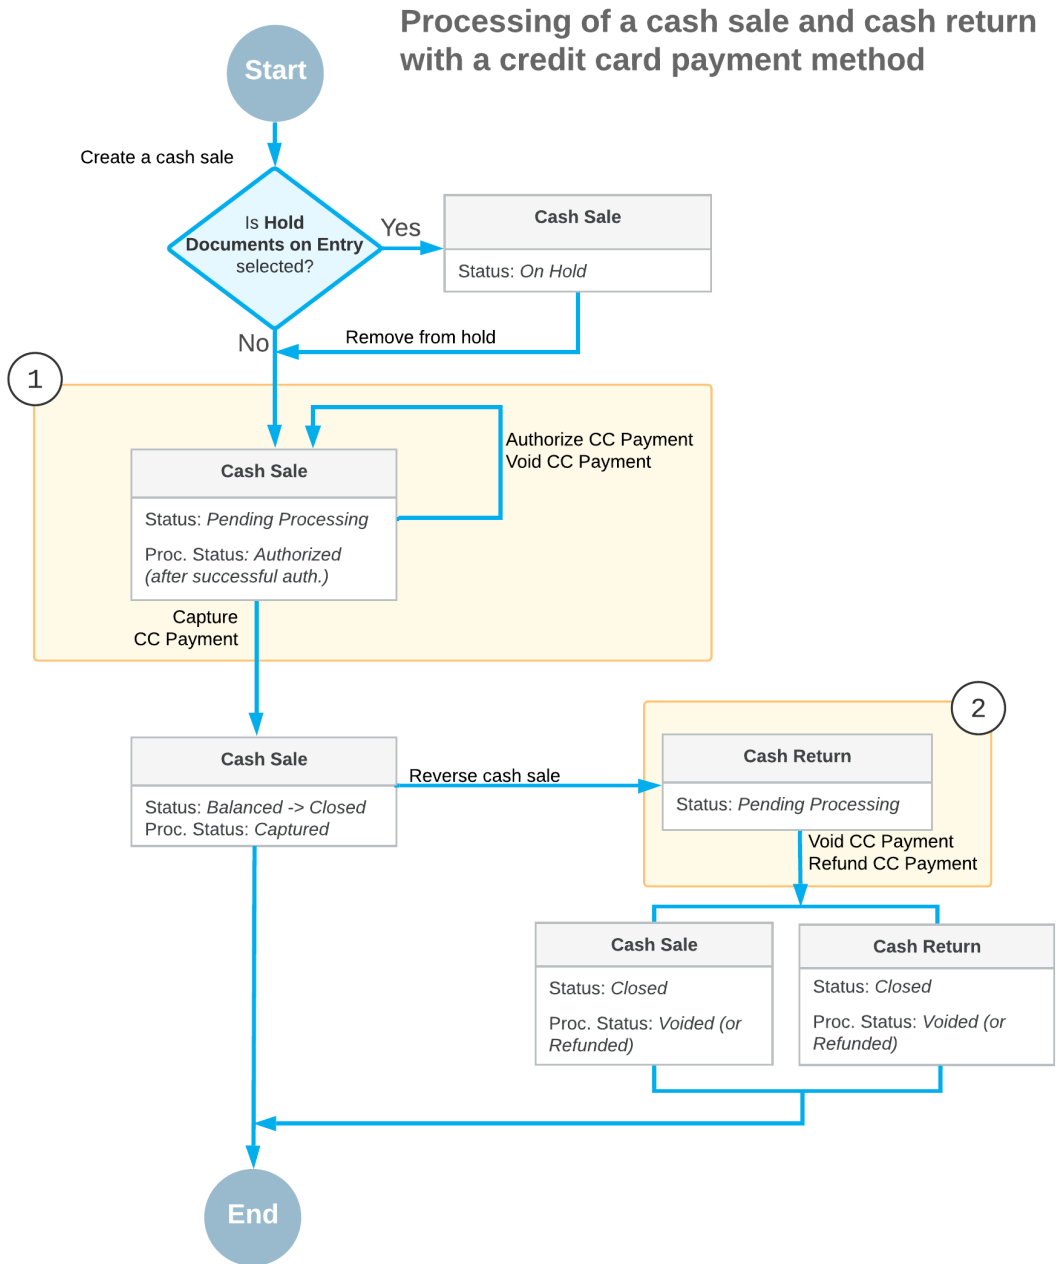 Processing of a cash sale and cash return
with a credit card payment method
Start
Create a cash sale
Is Hold
Documents on Entry
selected?
Yes
Cash Sale
Status: On Hold
No
Remove from hold
1
Authorize CC Payment
Void CC Payment
Cash Sale
Status: Pending Processing
Proc. Status: Authorized
(after successful auth.)
Capture
CC Payment
2
Cash Sale
Status: Balanced -> Closed
Proc. Status: Captured
Reverse cash sale
Cash Return
Status: Pending Processing
Void CC Payment
Refund CC Payment
Cash Sale
Status: Closed
Proc. Status: Voided (or
Refunded)
Cash Return
Status: Closed
Proc. Status: Voided (or
Refunded)
End